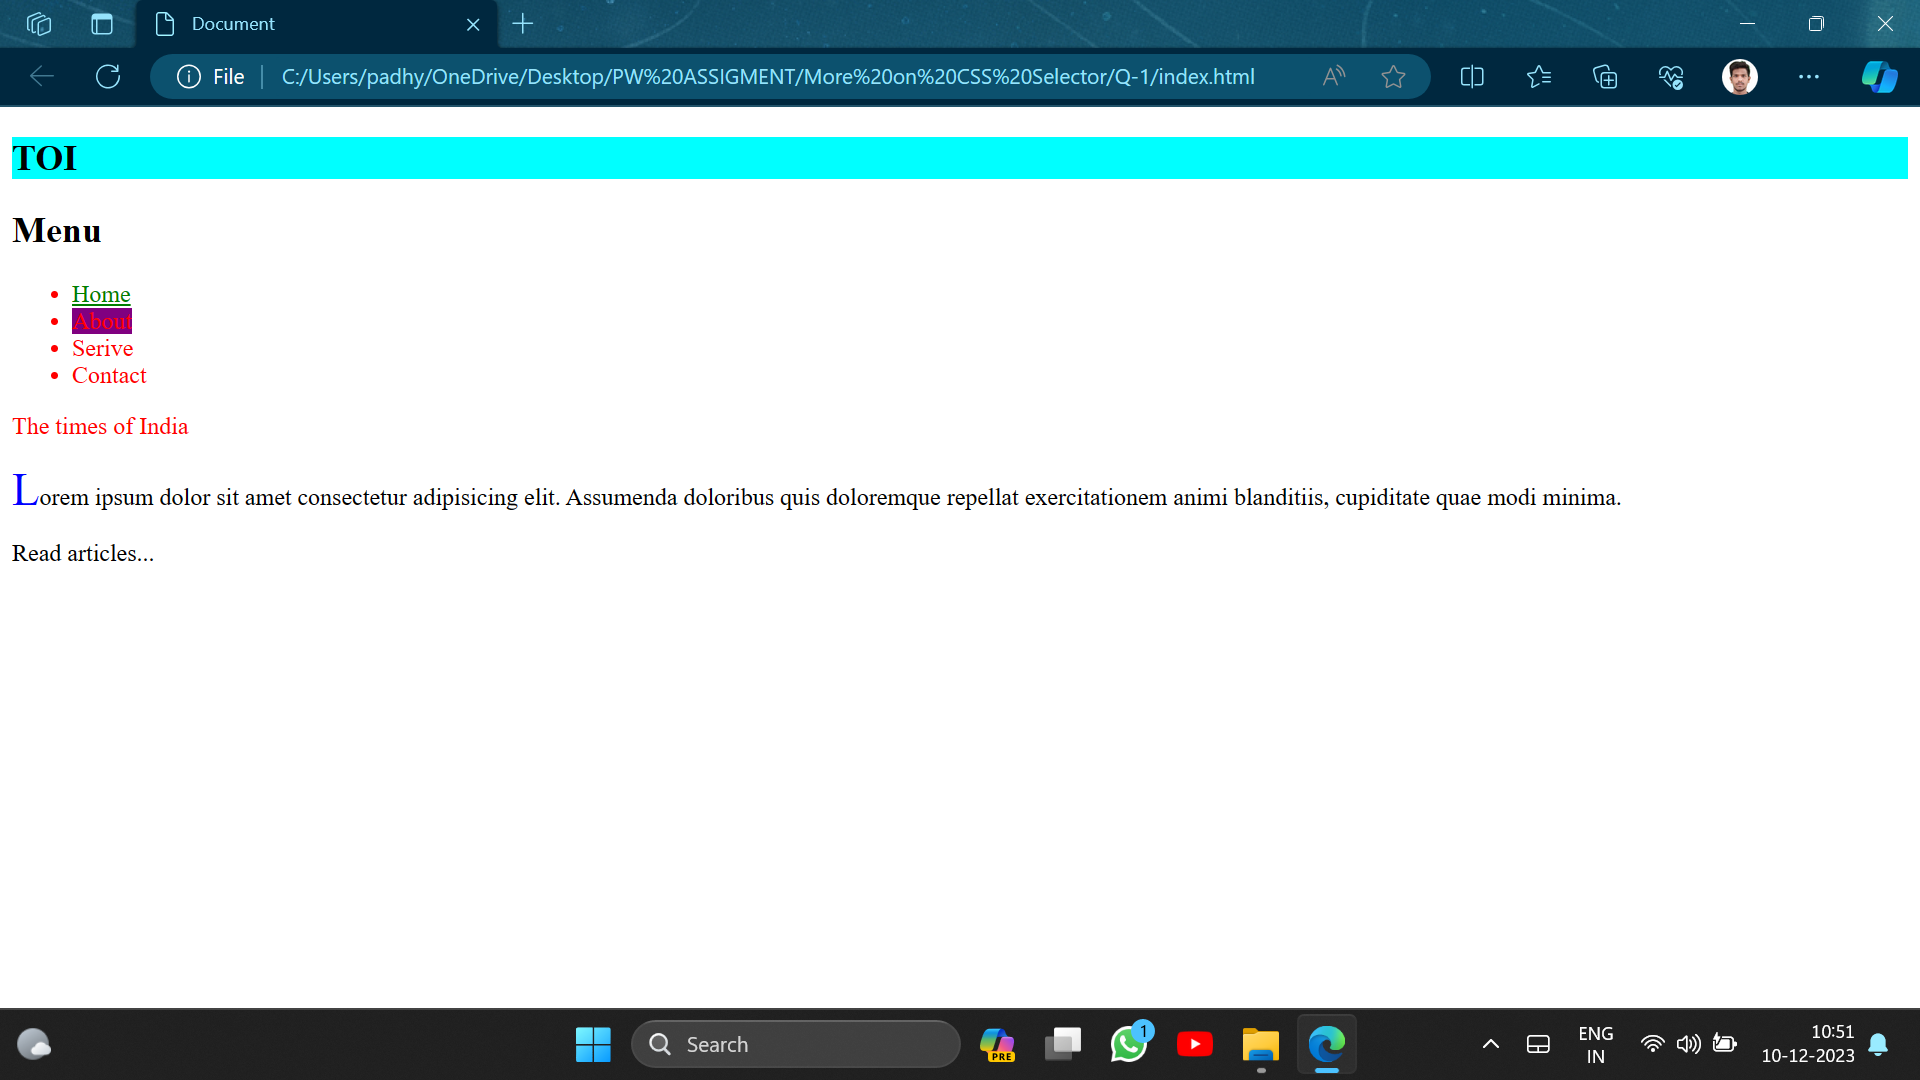 Document
File C:/Users/padhy/OneDrive/Desktop/PW%20ASSIGMENT/More%20on%20CSS%20Selector/Q-1/index.html
TOI
Menu
Home
About
Serive
Contact
The times of India
Lorem ipsum dolor sit amet consectetur adipisicing elit. Assumenda doloribus quis doloremque repellat exercitationem animi blanditiis, cupiditate quae modi minima.
Read articles...
Search
PRE
1
ENG
IN
10:51
10-12-2023